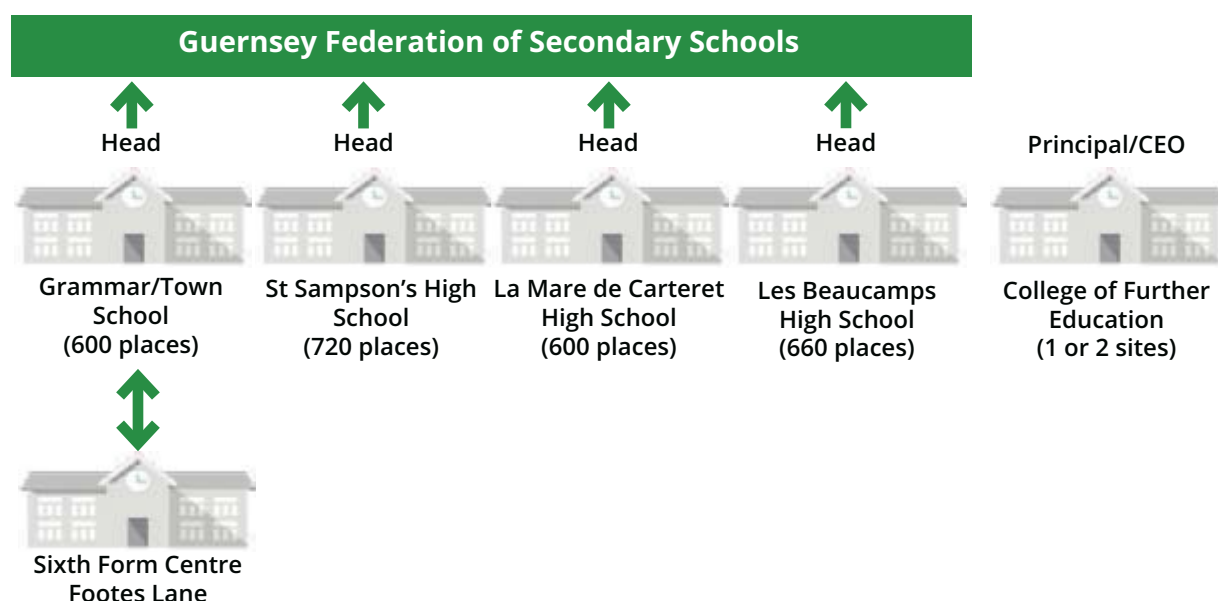 Guernsey Federation of Secondary Schools
Head
Head
Head
Head
Principal/CEO
Grammar/Town
School
(600 places)
St Sampson's High
School
(720 places)
La Mare de Carteret
High School
(600 places)
Les Beaucamps
High School
(660 places)
College of Further
Education
(1 or 2 sites)
Sixth Form Centre
Footes Lane